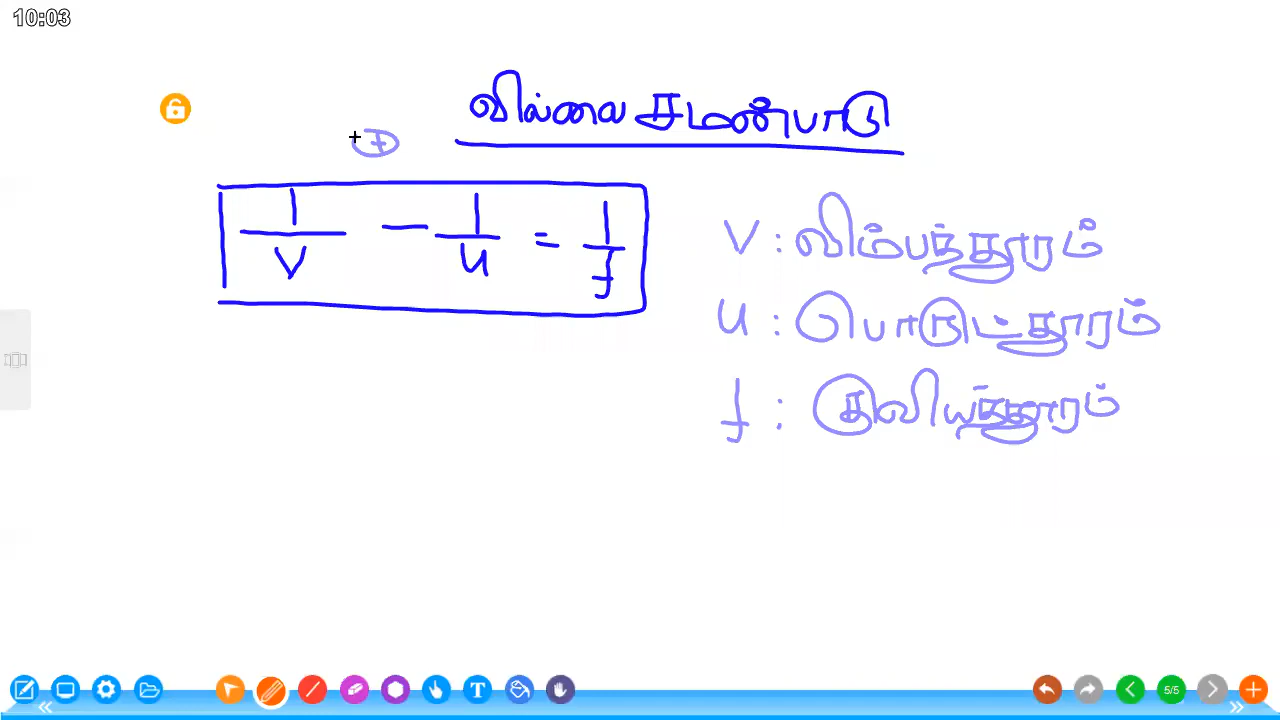 10:03
வில்லை சமன்பாடு
+
1/v - 1/u = 1/f
v : விம்பத்தூரம்
u : பொருட்தூரம்
f : குவியத்தூரம்
T
5/5